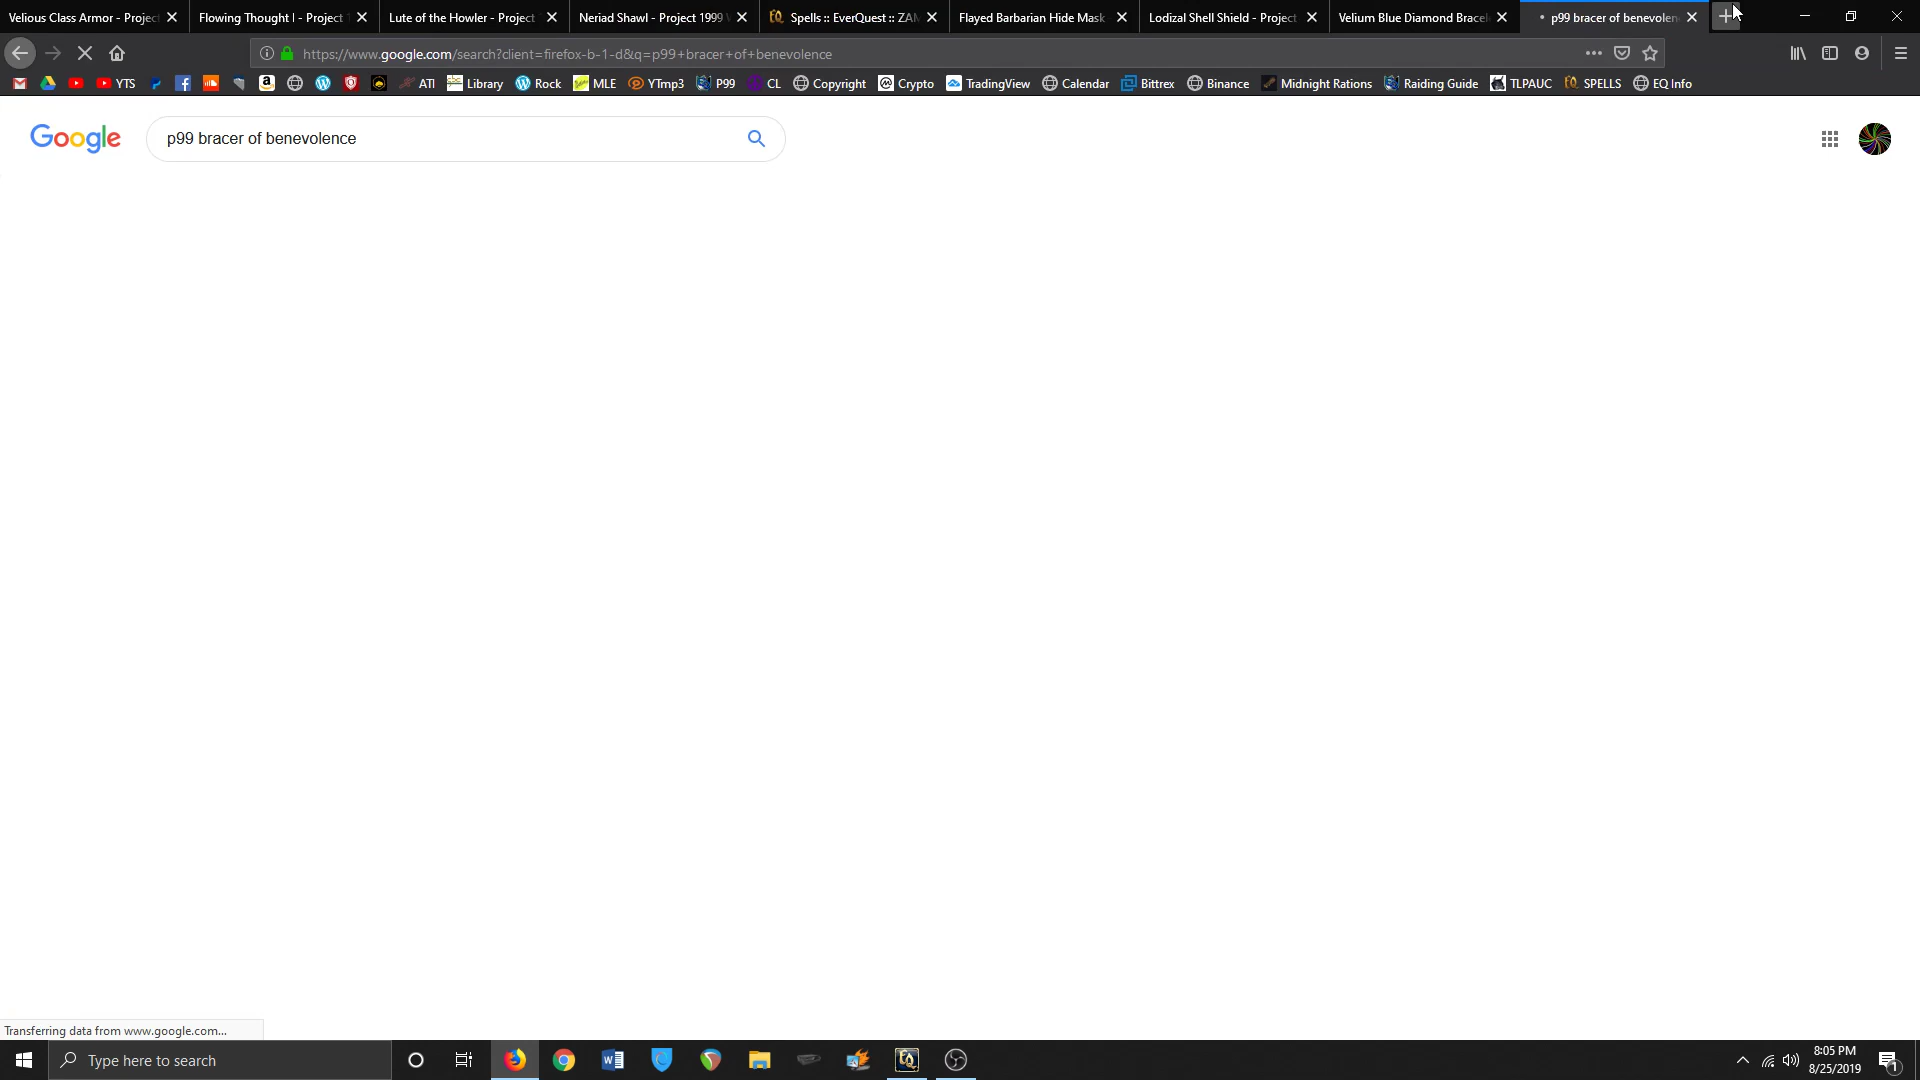 Velious Class Armor - Projec
Flowing Thought I - Project
Lute of the Howler - Project
Neriad Shawl - Project 1999
Spells :: EverQuest :: ZAM
Flayed Barbarian Hide Mask
Lodizal Shell Shield - Project
Velium Blue Diamond Bracel
p99 bracer of benevolen
https://www.google.com/search?client=firefox-b-1-d&q=p99+bracer+of+benevolence
YTS
ATI
Library
Rock
MLE
YTmp3
P99
CL
Copyright
Crypto
TradingView
Calendar
Bittrex
Binance
Midnight Rations
Raiding Guide
TLPAUC
SPELLS
EQ Info
Google
p99 bracer of benevolence
Transferring data from www.google.com...
Type here to search
8:05 PM
8/25/2019
1